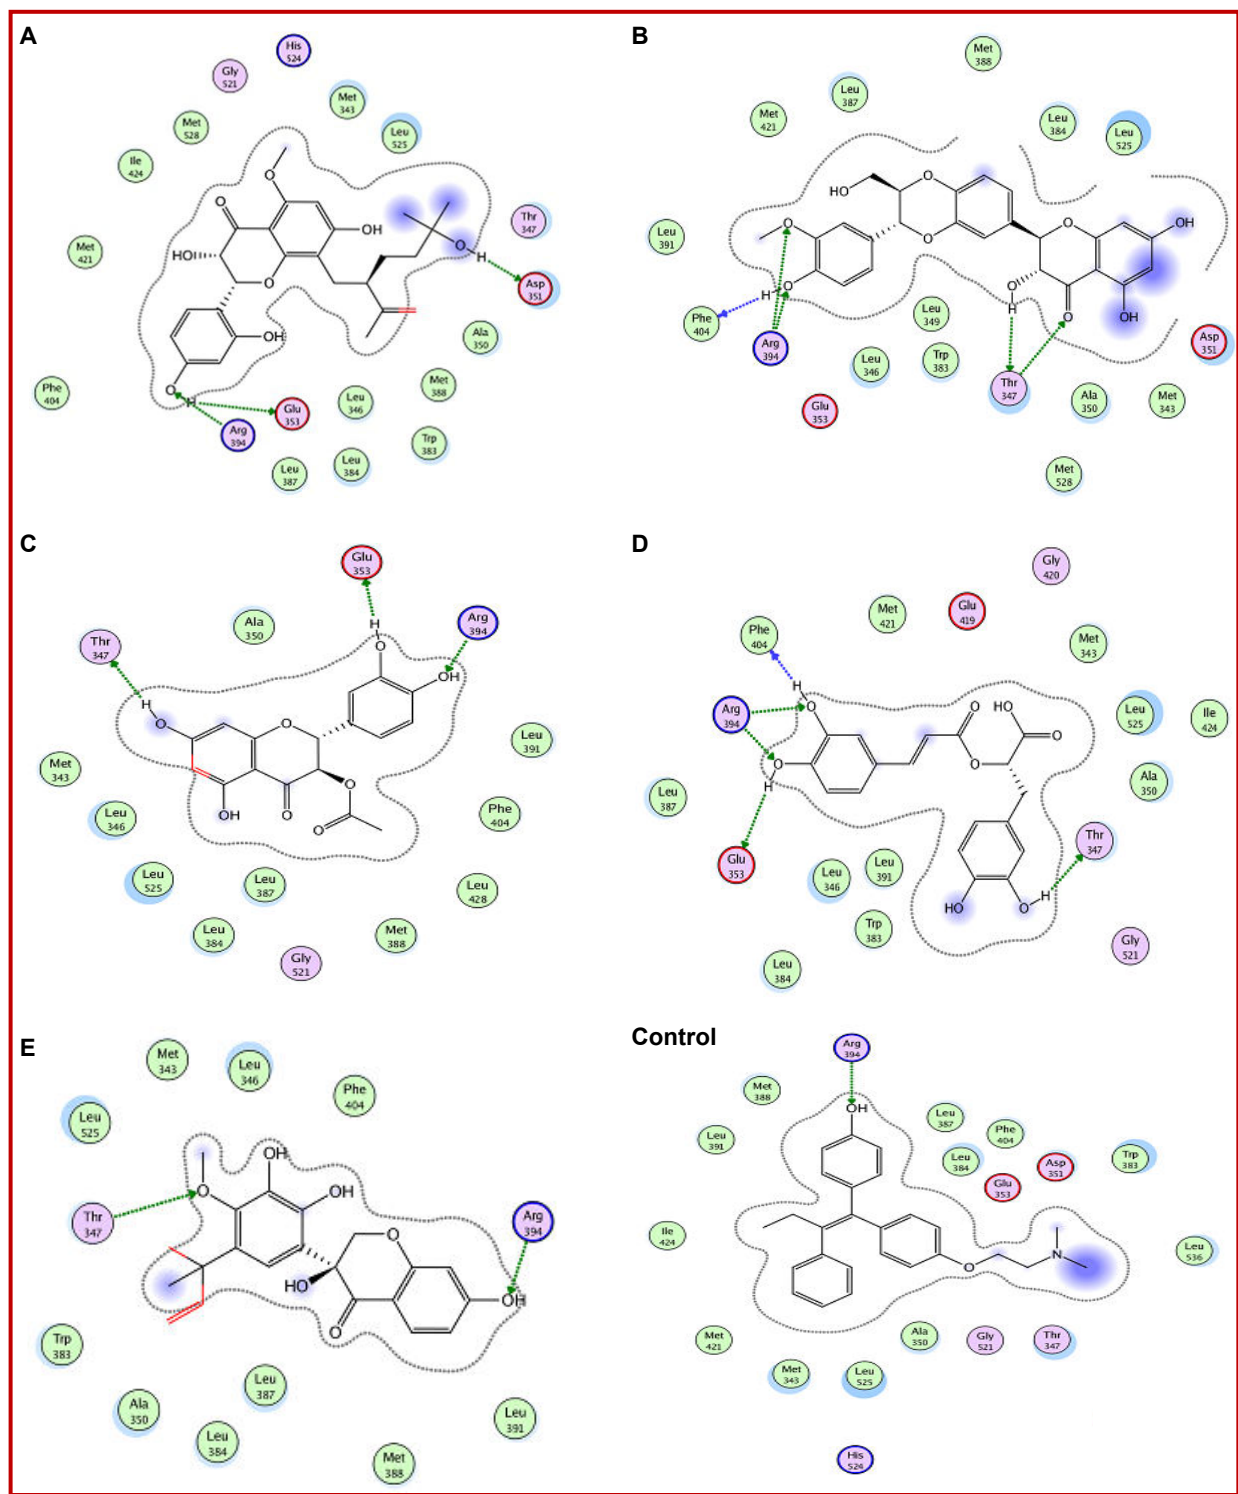 A
His
524
Gly
521
Met
343
Met
528
Leu
525
Ile
424
O
O
Thr
347
OH
O
H
Met
421
HO
O
Asp
351
OH
Ala
350
Phe
404
O
H
Met
388
Leu
346
Glu
353
Arg
394
Trp
383
Leu
384
Leu
387
B
Met
388
Leu
387
Met
421
Leu
384
Leu
525
HO
O
O
OH
O
O
Leu
391
O
H
O
O
H
O
OH
Phe
404
Leu
349
Arg
394
Asp
351
Leu
346
Trp
383
Thr
347
Ala
350
Met
343
Glu
353
Met
528
C
Glu
353
Ala
350
H
Arg
394
Thr
347
O
OH
H
O
O
Leu
391
Met
343
O
OH
O
O
Leu
346
Phe
404
Leu
525
Leu
387
Leu
428
Leu
384
Met
388
Gly
521
D
Gly
420
Met
421
Glu
419
Phe
404
Met
343
H
Arg
394
O
O
HO
O
Leu
525
Ile
424
O
H
O
Ala
350
Leu
387
Thr
347
Glu
353
Leu
346
Leu
391
HO
O
H
Trp
383
Gly
521
Leu
384
E
Met
343
Leu
346
Phe
404
Leu
525
OH
O
OH
Thr
347
Arg
394
O
HO
OH
O
Trp
383
Leu
387
Ala
350
Leu
391
Leu
384
Met
388
Control
Arg
394
Met
388
OH
Leu
387
Phe
404
Leu
391
Leu
384
Asp
351
Trp
383
Glu
353
Ile
424
N
O
Leu
536
Met
421
Ala
350
Gly
521
Thr
347
Met
343
Leu
525
His
524